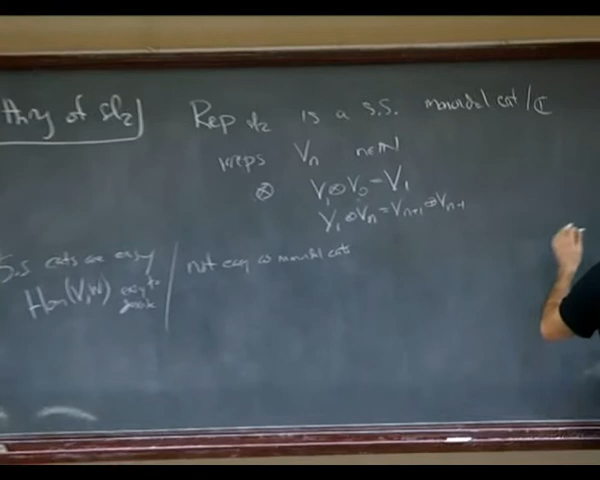 thry of sl₂
Rep sl₂ is a S.S. monoidal cat / ℂ
irreps Vₙ n∈ℕ
⊗ V₁⊗V₀=V₁
V₁⊗Vₙ=Vₙ₊₁⊕Vₙ₋₁
S.S cats are easy
Hom(V,W) easy to
not easy as monoidal cats